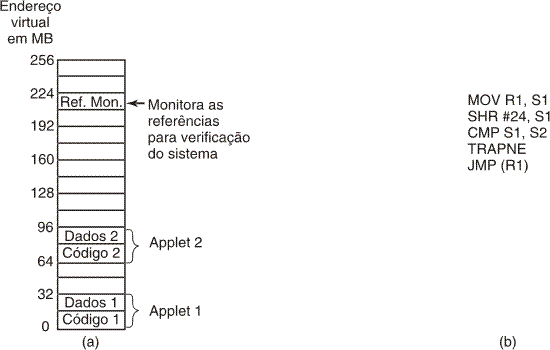 Endereço
virtual
em MB
256
224
Ref. Mon.
Monitora as
referências
para verificação
do sistema
192
160
128
96
Dados 2
Código 2
Applet 2
64
32
Dados 1
Código 1
Applet 1
0
(a)
MOV R1, S1
SHR #24, S1
CMP S1, S2
TRAPNE
JMP (R1)
(b)